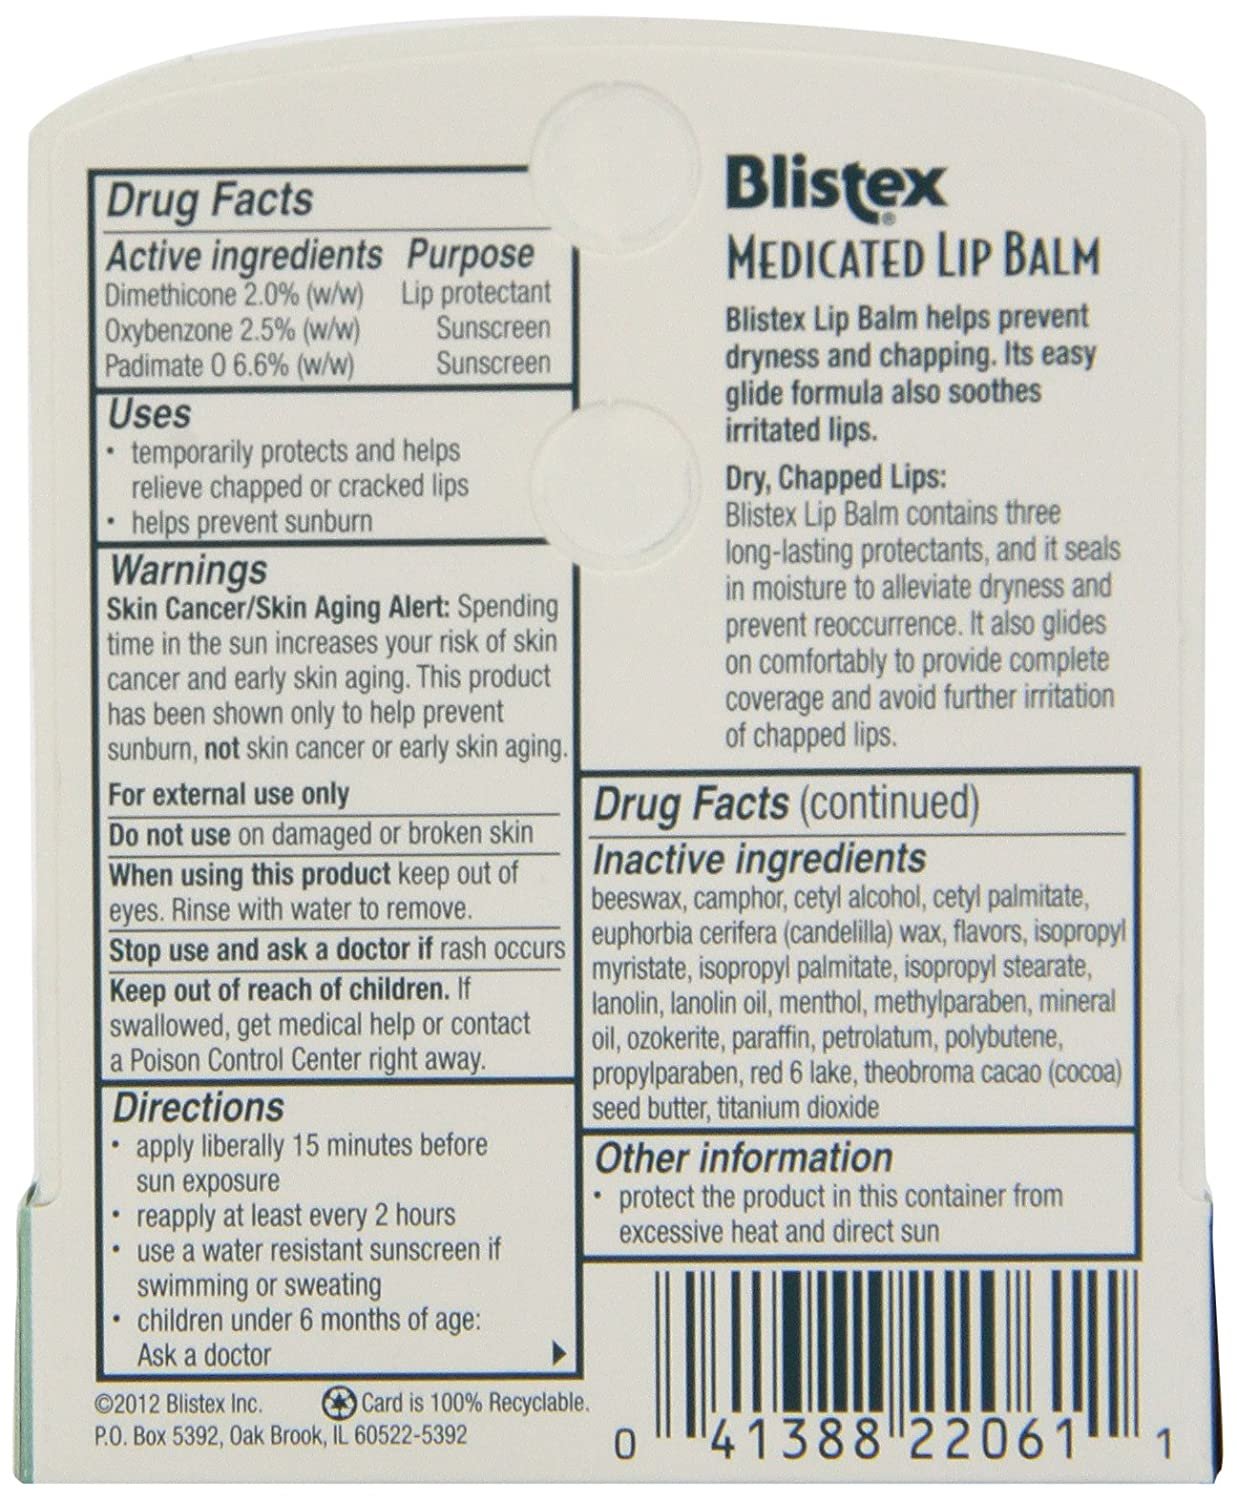 Drug Facts
Active ingredients Purpose
Dimethicone 2.0% (w/w) Lip protectant
Oxybenzone 2.5% (w/w) Sunscreen
Padimate O 6.6% (w/w) Sunscreen
Uses
• temporarily protects and helps
relieve chapped or cracked lips
• helps prevent sunburn
Warnings
Skin Cancer/Skin Aging Alert: Spending
time in the sun increases your risk of skin
cancer and early skin aging. This product
has been shown only to help prevent
sunburn, not skin cancer or early skin aging.
For external use only
Do not use on damaged or broken skin
When using this product keep out of
eyes. Rinse with water to remove.
Stop use and ask a doctor if rash occurs
Keep out of reach of children. If
swallowed, get medical help or contact
a Poison Control Center right away.
Directions
• apply liberally 15 minutes before
sun exposure
• reapply at least every 2 hours
• use a water resistant sunscreen if
swimming or sweating
• children under 6 months of age:
Ask a doctor
©2012 Blistex Inc. Card is 100% Recyclable.
P.O. Box 5392, Oak Brook, IL 60522-5392
Blistex®
MEDICATED LIP BALM
Blistex Lip Balm helps prevent
dryness and chapping. Its easy
glide formula also soothes
irritated lips.
Dry, Chapped Lips:
Blistex Lip Balm contains three
long-lasting protectants, and it seals
in moisture to alleviate dryness and
prevent reoccurrence. It also glides
on comfortably to provide complete
coverage and avoid further irritation
of chapped lips.
Drug Facts (continued)
Inactive ingredients
beeswax, camphor, cetyl alcohol, cetyl palmitate,
euphorbia cerifera (candelilla) wax, flavors, isopropyl
myristate, isopropyl palmitate, isopropyl stearate,
lanolin, lanolin oil, menthol, methylparaben, mineral
oil, ozokerite, paraffin, petrolatum, polybutene,
propylparaben, red 6 lake, theobroma cacao (cocoa)
seed butter, titanium dioxide
Other information
• protect the product in this container from
excessive heat and direct sun
0 41388 22061 1